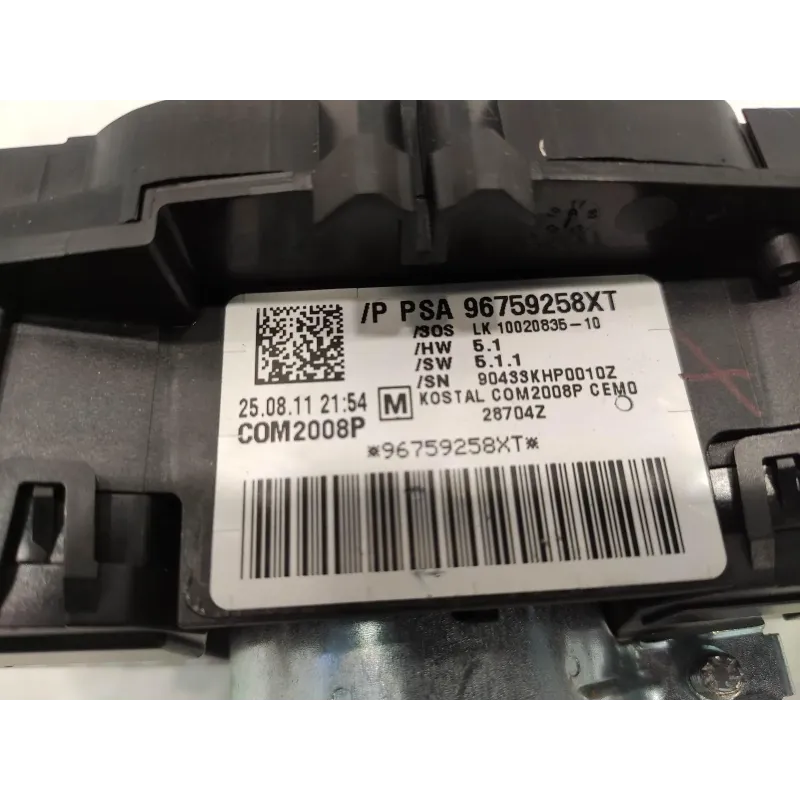 /P PSA 96759258XT
/SOS LK 10020835-10
/HW 5.1
/SW 5.1.1
/SN 90433KHP0010Z
25.08.11 21:54 M KOSTAL COM2008P CEM0
COM2008P 28704Z
*96759258XT*